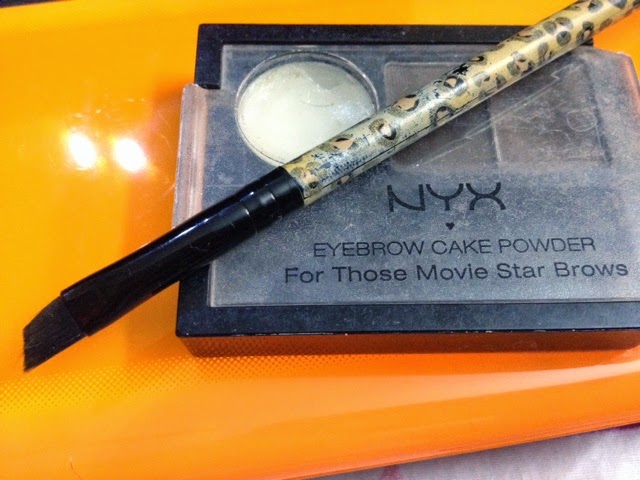 NYX
EYEBROW CAKE POWDER
For Those Movie Star Brows